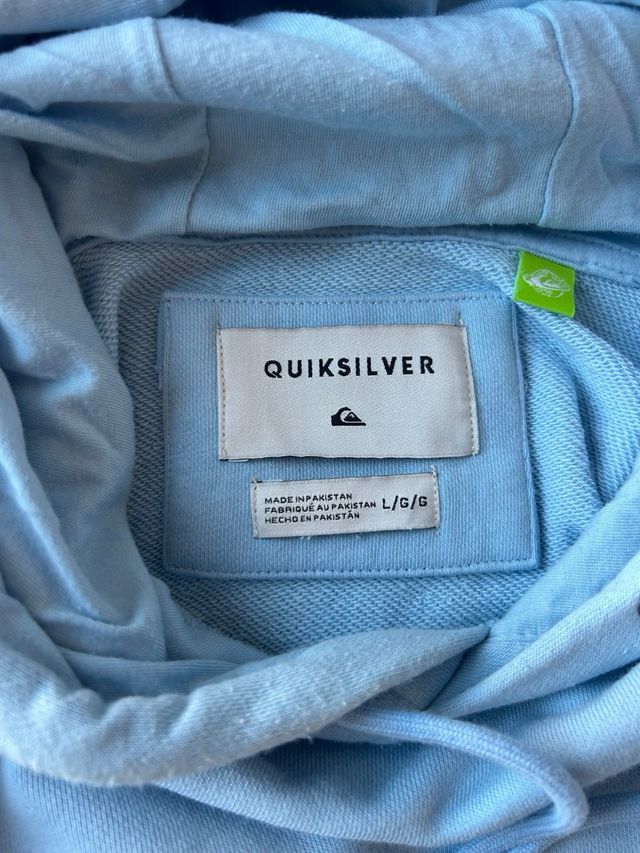 QUIKSILVER
MADE IN PAKISTAN
FABRIQUÉ AU PAKISTAN L/G/G
HECHO EN PAKISTÁN